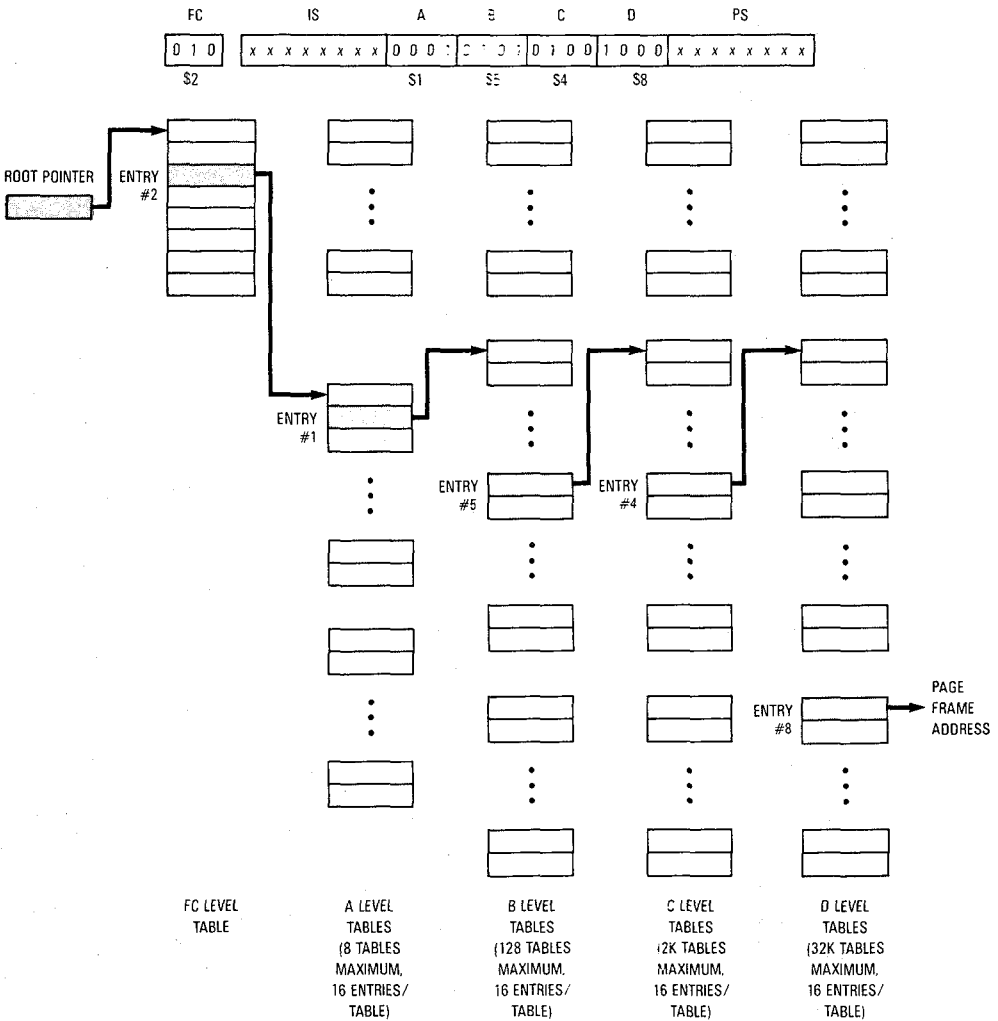 FC IS A C D PS
0 1 0 x x x x x x x x 0 0 0 0 1 0 0 1 0 0 0 x x x x x x x x
$2 $1 $4 $8
ROOT POINTER
ENTRY
#2
ENTRY
#1
ENTRY
#5
ENTRY
#4
ENTRY
#8
PAGE
FRAME
ADDRESS
FC LEVEL
TABLE
A LEVEL
TABLES
(8 TABLES
MAXIMUM,
16 ENTRIES/
TABLE)
B LEVEL
TABLES
(128 TABLES
MAXIMUM,
16 ENTRIES/
TABLE)
C LEVEL
TABLES
(2K TABLES
MAXIMUM,
16 ENTRIES/
TABLE)
D LEVEL
TABLES
(32K TABLES
MAXIMUM,
16 ENTRIES/
TABLE)